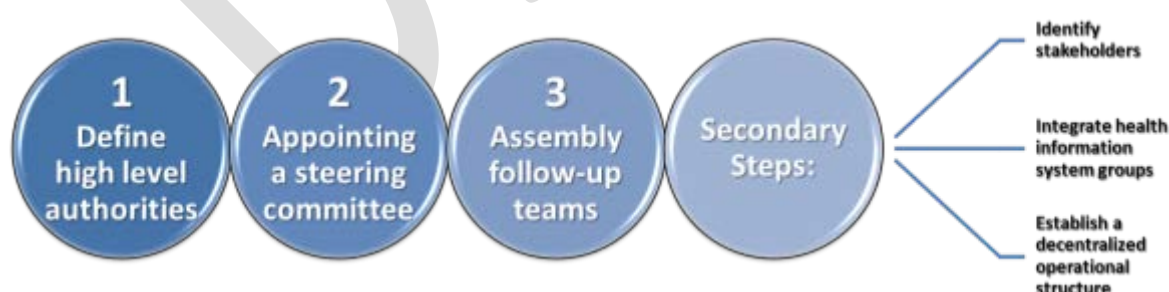 1
Define
high level
authorities
2
Appointing
a steering
committee
3
Assembly
follow-up
teams
Secondary
Steps:
Identify
stakeholders
Integrate health
information
system groups
Establish a
decentralized
operational
structure